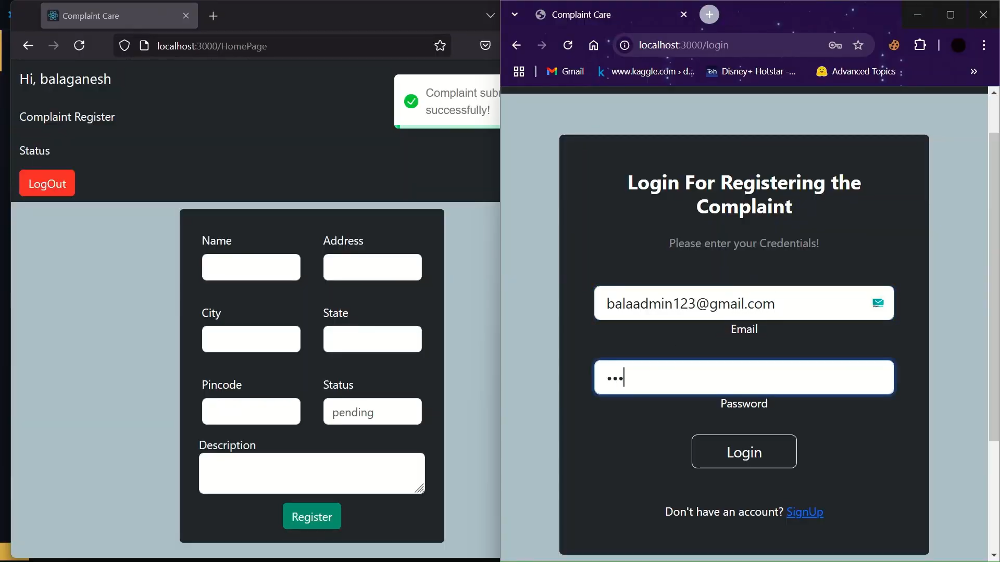 Complaint Care
localhost:3000/HomePage
Hi, balaganesh
Complaint Register
Status
LogOut
Complaint
successfully!
Name
Address
City
State
Pincode
Status
pending
Description
Register
Complaint Care
localhost:3000/login
Gmail
www.kaggle.com › d...
Disney+ Hotstar -...
Advanced Topics
Login For Registering the
Complaint
Please enter your Credentials!
balaadmin123@gmail.com
Email
•••
Password
Login
Don't have an account? SignUp